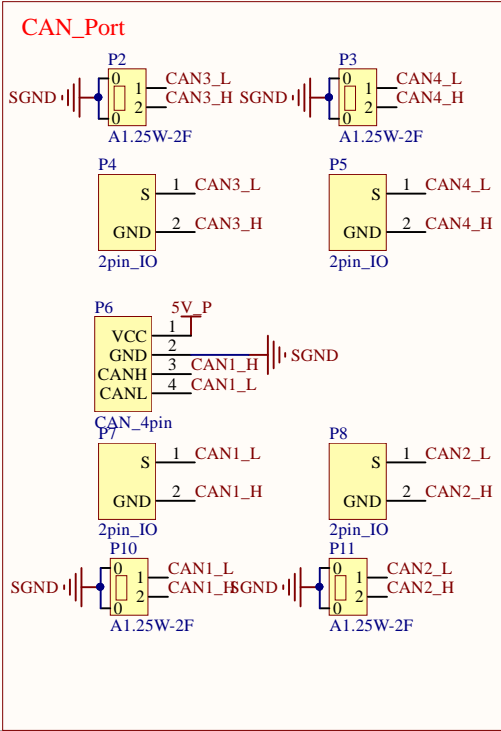 CAN_Port
P2
P3
0
1 CAN3_L
SGND
2 CAN3_H
0
A1.25W-2F
0
1 CAN4_L
SGND
2 CAN4_H
0
A1.25W-2F
P4
P5
S 1 CAN3_L
GND 2 CAN3_H
2pin_IO
S 1 CAN4_L
GND 2 CAN4_H
2pin_IO
P6
5V_P
VCC 1
GND 2 SGND
CANH 3 CAN1_H
CANL 4 CAN1_L
CAN_4pin
P7
P8
S 1 CAN1_L
GND 2 CAN1_H
2pin_IO
S 1 CAN2_L
GND 2 CAN2_H
2pin_IO
P10
P11
0
1 CAN1_L
SGND
2 CAN1_H
0
A1.25W-2F
0
1 CAN2_L
SGND
2 CAN2_H
0
A1.25W-2F